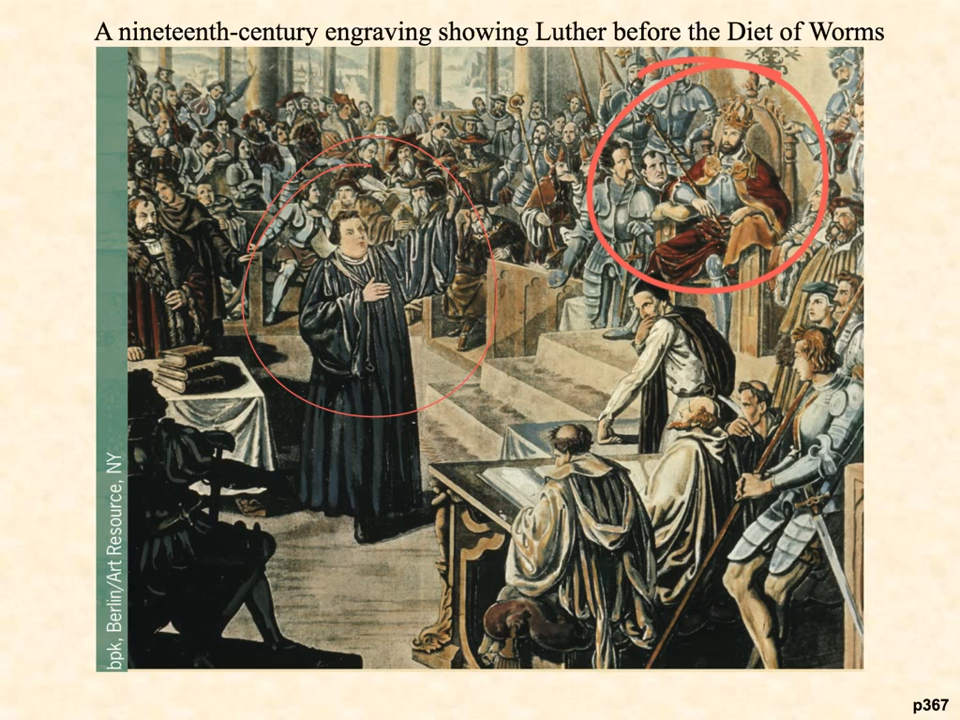 A nineteenth-century engraving showing Luther before the Diet of Worms
bpk, Berlin/Art Resource, NY
p367